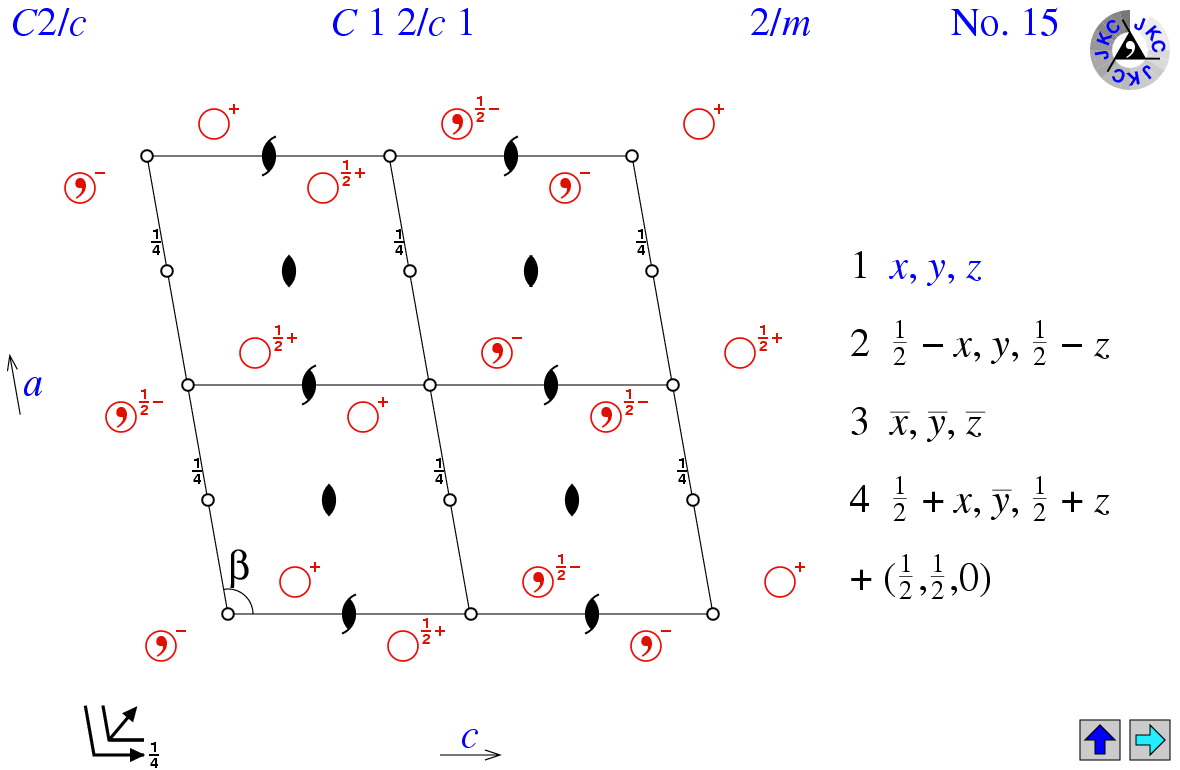 C2/c C 1 2/c 1 2/m No. 15
JKC JKC JKC
+ ½− +
− ½+ −
¼ ¼ ¼
1 x, y, z
½+ − ½+
2 ½ − x, y, ½ − z
a
½− + ½−
3 x̅, y̅, z̅
¼ ¼ ¼
4 ½ + x, y̅, ½ + z
β
+ ½− +
+ (½,½,0)
− ½+ −
c
¼